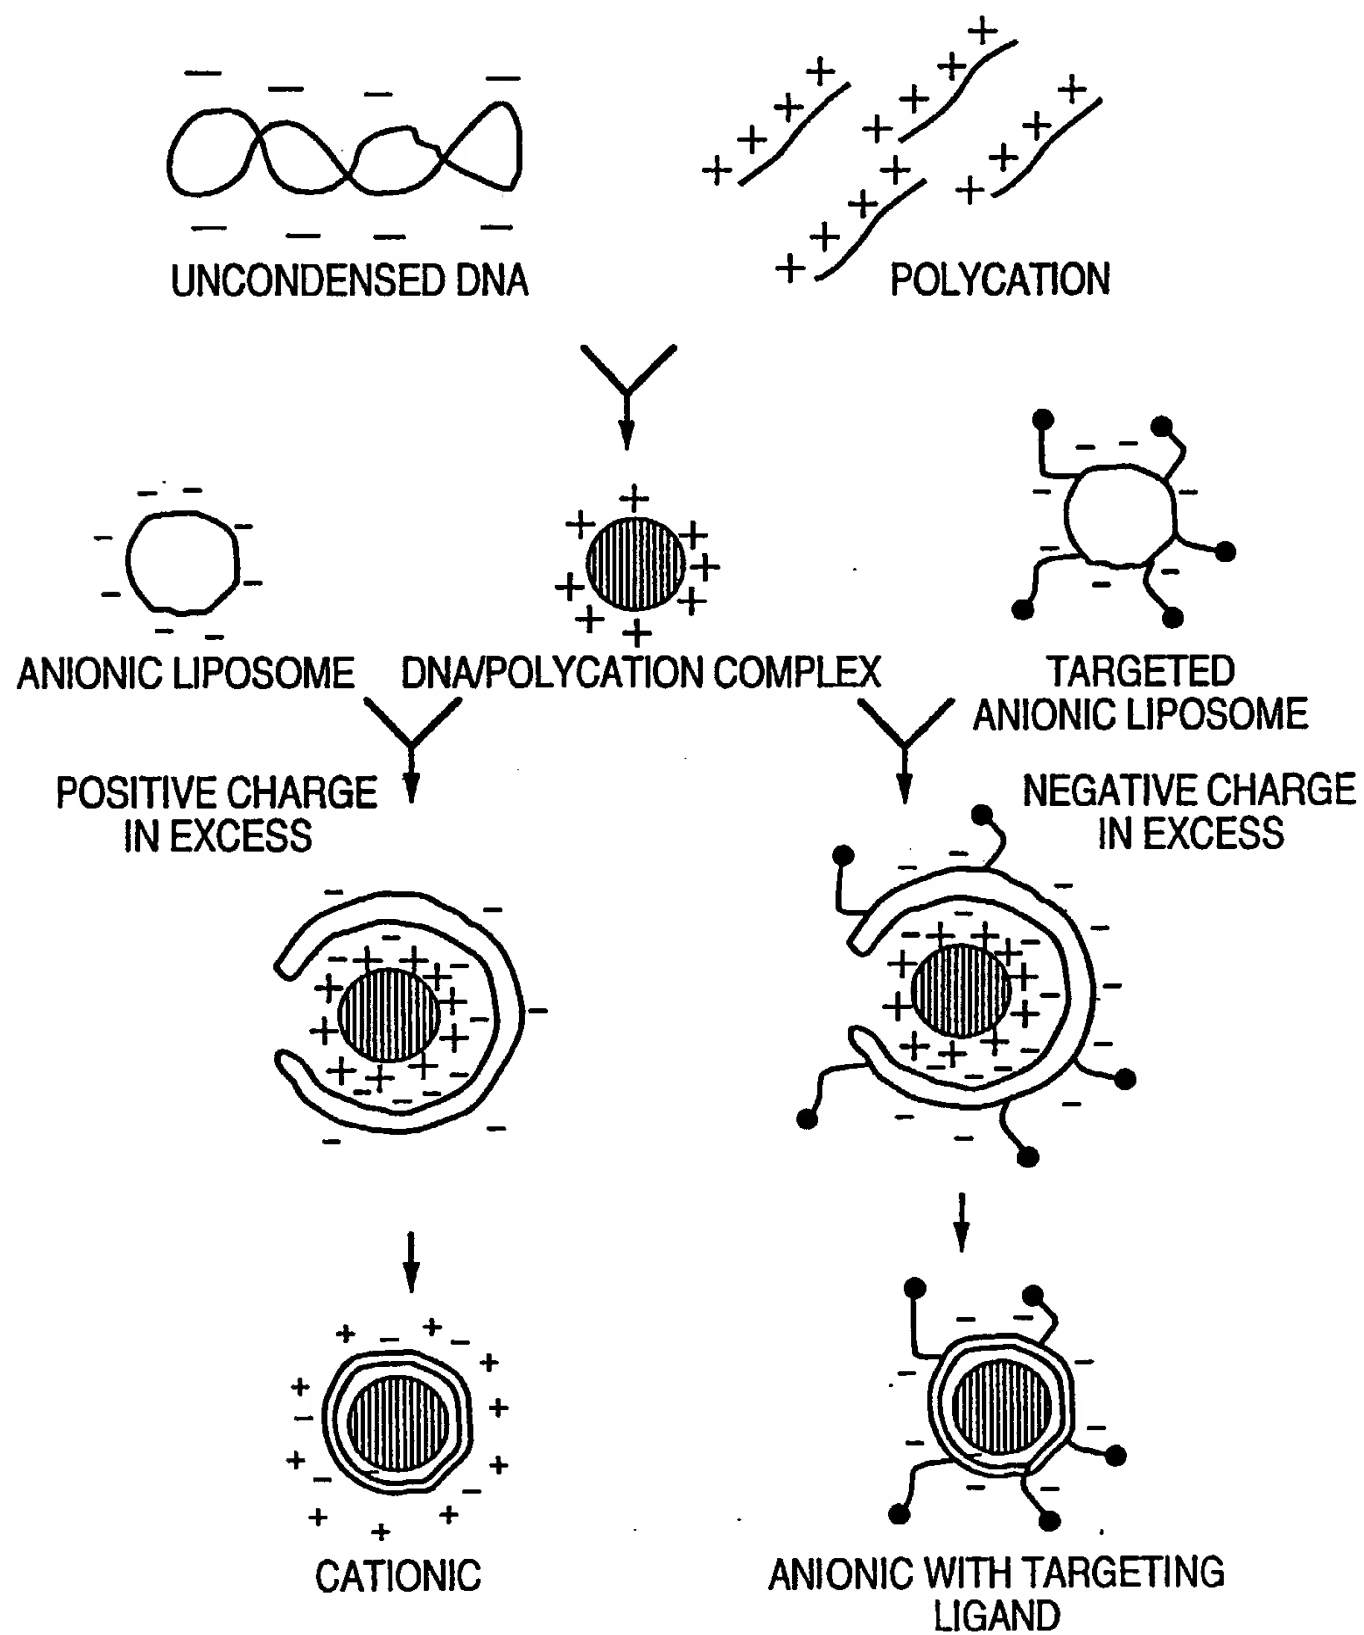 UNCONDENSED DNA
POLYCATION
ANIONIC LIPOSOME
DNA/POLYCATION COMPLEX
TARGETED
ANIONIC LIPOSOME
POSITIVE CHARGE
IN EXCESS
NEGATIVE CHARGE
IN EXCESS
CATIONIC
ANIONIC WITH TARGETING
LIGAND